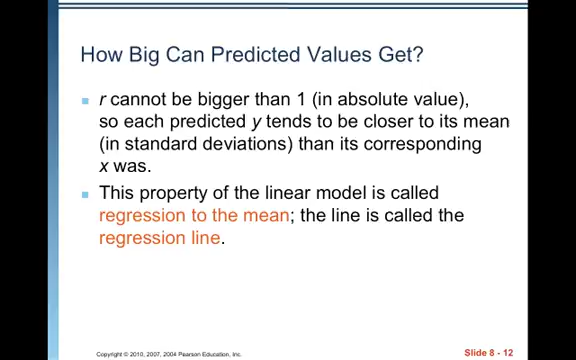 How Big Can Predicted Values Get?
r cannot be bigger than 1 (in absolute value),
so each predicted y tends to be closer to its mean
(in standard deviations) than its corresponding
x was.
This property of the linear model is called
regression to the mean; the line is called the
regression line.
Copyright © 2010, 2007, 2004 Pearson Education, Inc.
Slide 8 - 12